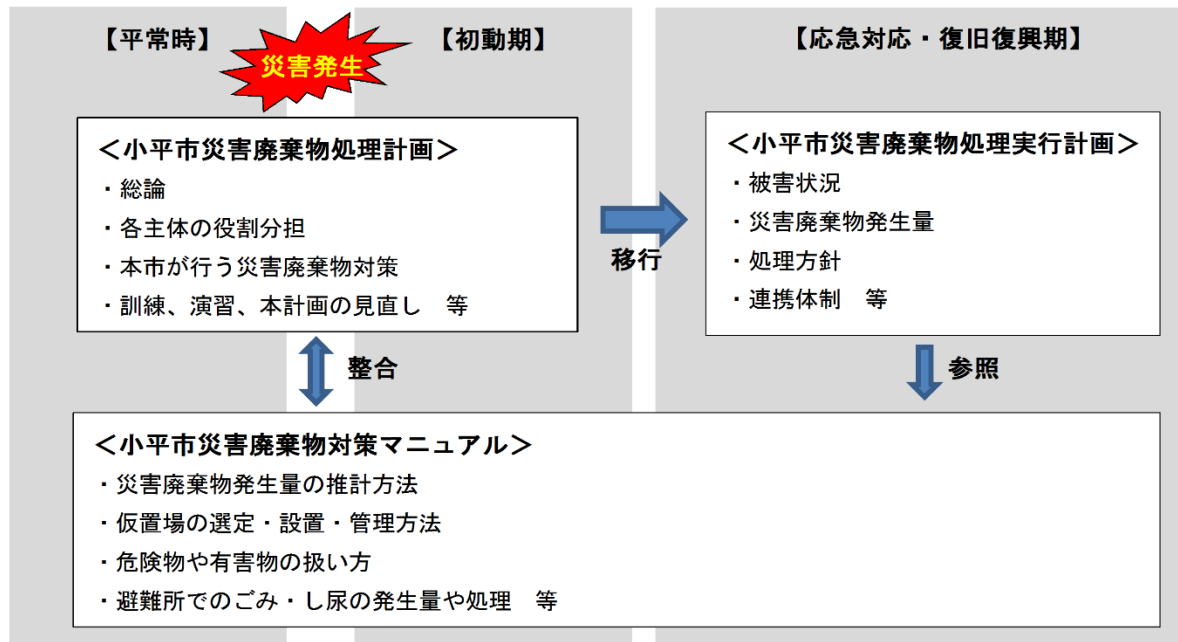 【平常時】
災害発生
【初動期】
【応急対応・復旧復興期】
＜小平市災害廃棄物処理計画＞
・総論
・各主体の役割分担
・本市が行う災害廃棄物対策
・訓練、演習、本計画の見直し　等
移行
＜小平市災害廃棄物処理実行計画＞
・被害状況
・災害廃棄物発生量
・処理方針
・連携体制　等
整合
参照
＜小平市災害廃棄物対策マニュアル＞
・災害廃棄物発生量の推計方法
・仮置場の選定・設置・管理方法
・危険物や有害物の扱い方
・避難所でのごみ・し尿の発生量や処理　等